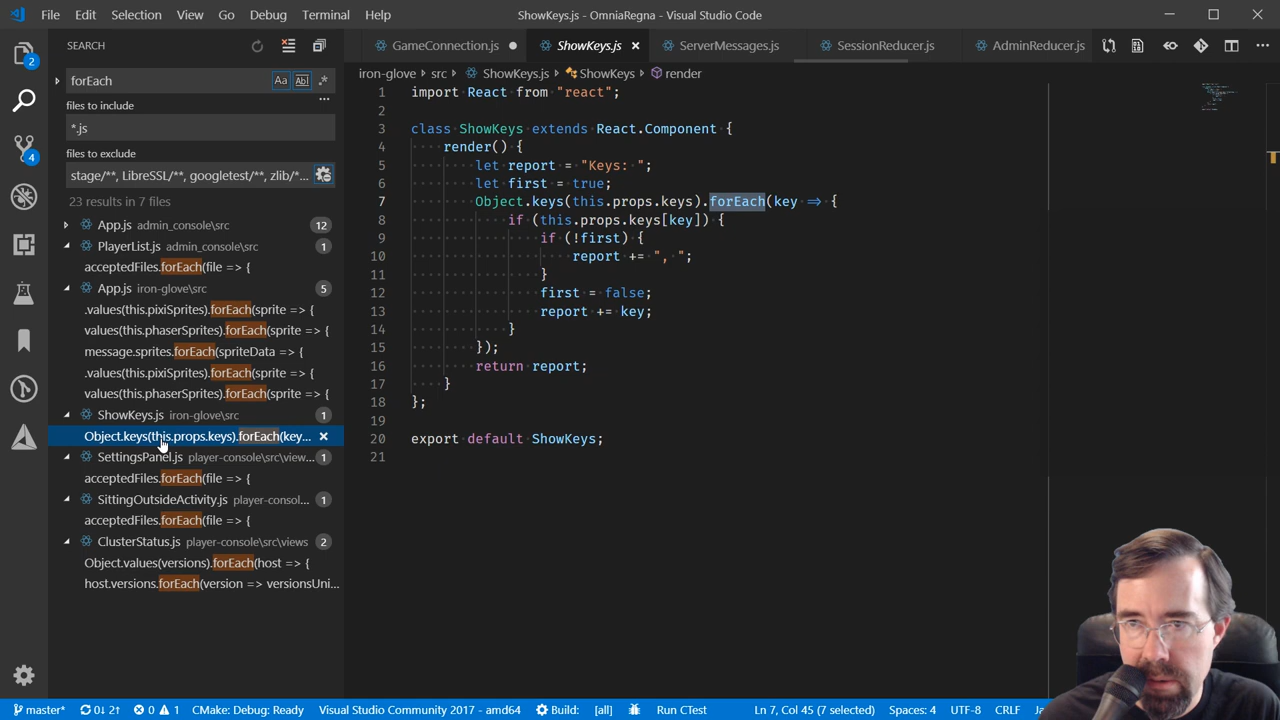 File Edit Selection View Go Debug Terminal Help ShowKeys.js - OmniaRegna - Visual Studio Code
SEARCH
GameConnection.js ShowKeys.js ServerMessages.js SessionReducer.js AdminReducer.js
forEach Aa Abl .*
iron-glove › src › ShowKeys.js › ShowKeys › render
files to include
*.js
files to exclude
stage/**, LibreSSL/**, googletest/**, zlib/*...
23 results in 7 files
App.js admin_console\src 12
PlayerList.js admin_console\src 1
acceptedFiles.forEach(file => {
App.js iron-glove\src 5
.values(this.pixiSprites).forEach(sprite => {
values(this.phaserSprites).forEach(sprite => {
message.sprites.forEach(spriteData => {
.values(this.pixiSprites).forEach(sprite => {
values(this.phaserSprites).forEach(sprite => {
ShowKeys.js iron-glove\src 1
Object.keys(this.props.keys).forEach(key...
SettingsPanel.js player-console\src\view... 1
acceptedFiles.forEach(file => {
SittingOutsideActivity.js player-consol... 1
acceptedFiles.forEach(file => {
ClusterStatus.js player-console\src\views 2
Object.values(versions).forEach(host => {
host.versions.forEach(version => versionsUni...
2
4
1 import React from "react";
2
3 class ShowKeys extends React.Component {
4 render() {
5 let report = "Keys: ";
6 let first = true;
7 Object.keys(this.props.keys).forEach(key => {
8 if (this.props.keys[key]) {
9 if (!first) {
10 report += ", ";
11 }
12 first = false;
13 report += key;
14 }
15 });
16 return report;
17 }
18 };
19
20 export default ShowKeys;
21
master* 0↓ 2↑ 0 1 CMake: Debug: Ready Visual Studio Community 2017 - amd64 Build: [all] Run CTest Ln 7, Col 45 (7 selected) Spaces: 4 UTF-8 CRLF